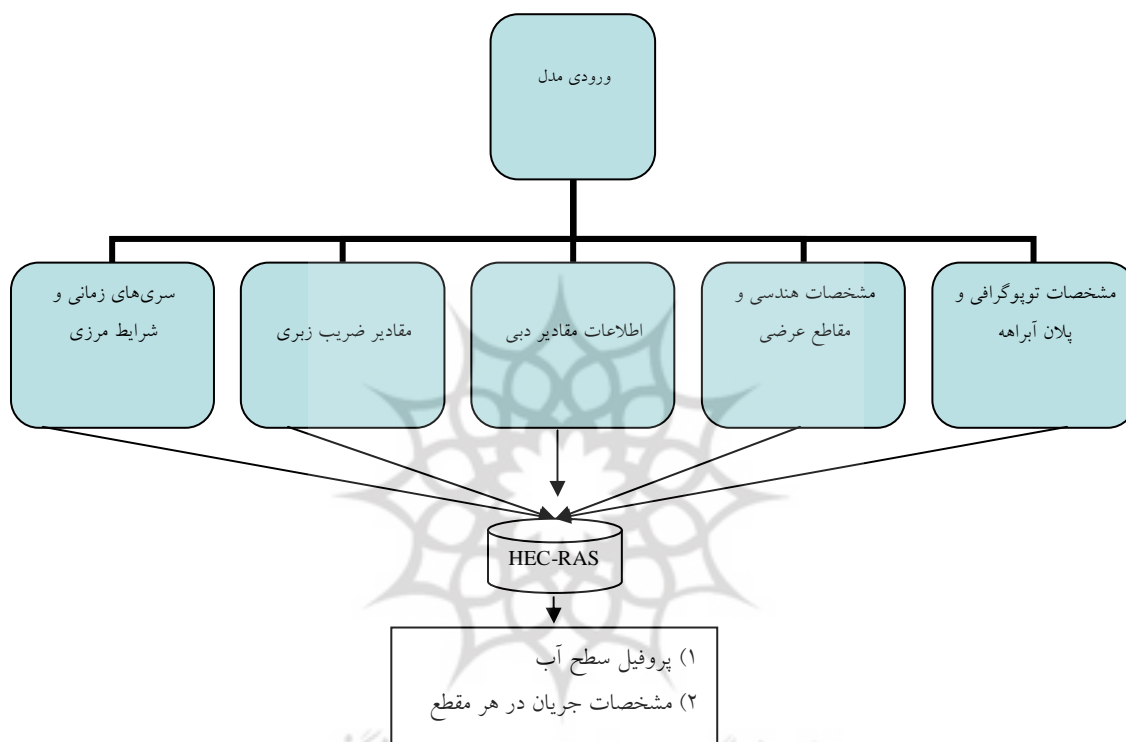 ورودی مدل
مشخصات توپوگرافی و
پلان آبراهه
مشخصات هندسی و
مقاطع عرضی
اطلاعات مقادیر دبی
مقادیر ضریب زبری
سری‌های زمانی و
شرایط مرزی
HEC-RAS
۱) پروفیل سطح آب
۲) مشخصات جریان در هر مقطع